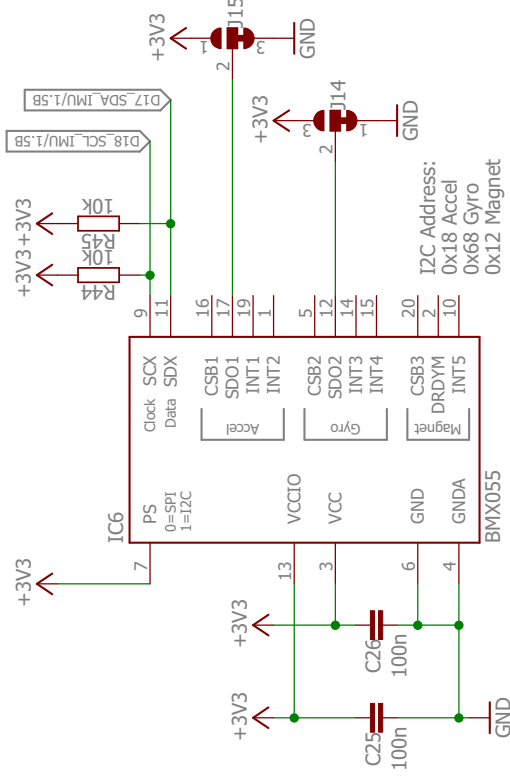 J15
+3V3
1
3
2
GND
J14
+3V3
3
1
2
GND
D17_SDA_IMU/1.5B
D18_SCL_IMU/1.5B
+3V3
10k
R45
+3V3
10k
R44
I2C Address:
0x18 Accel
0x68 Gyro
0x12 Magnet
9
11
16
17
19
1
5
12
14
15
20
2
10
SCX
SDX
CSB1
SDO1
INT1
INT2
CSB2
SDO2
INT3
INT4
CSB3
DRDYM
INT5
Clock
Data
Accel
Gyro
Magnet
IC6
PS
0=SPI
1=I2C
VCCIO
VCC
GND
GNDA
BMX055
7
13
3
6
4
+3V3
+3V3
C26
100n
+3V3
C25
100n
GND